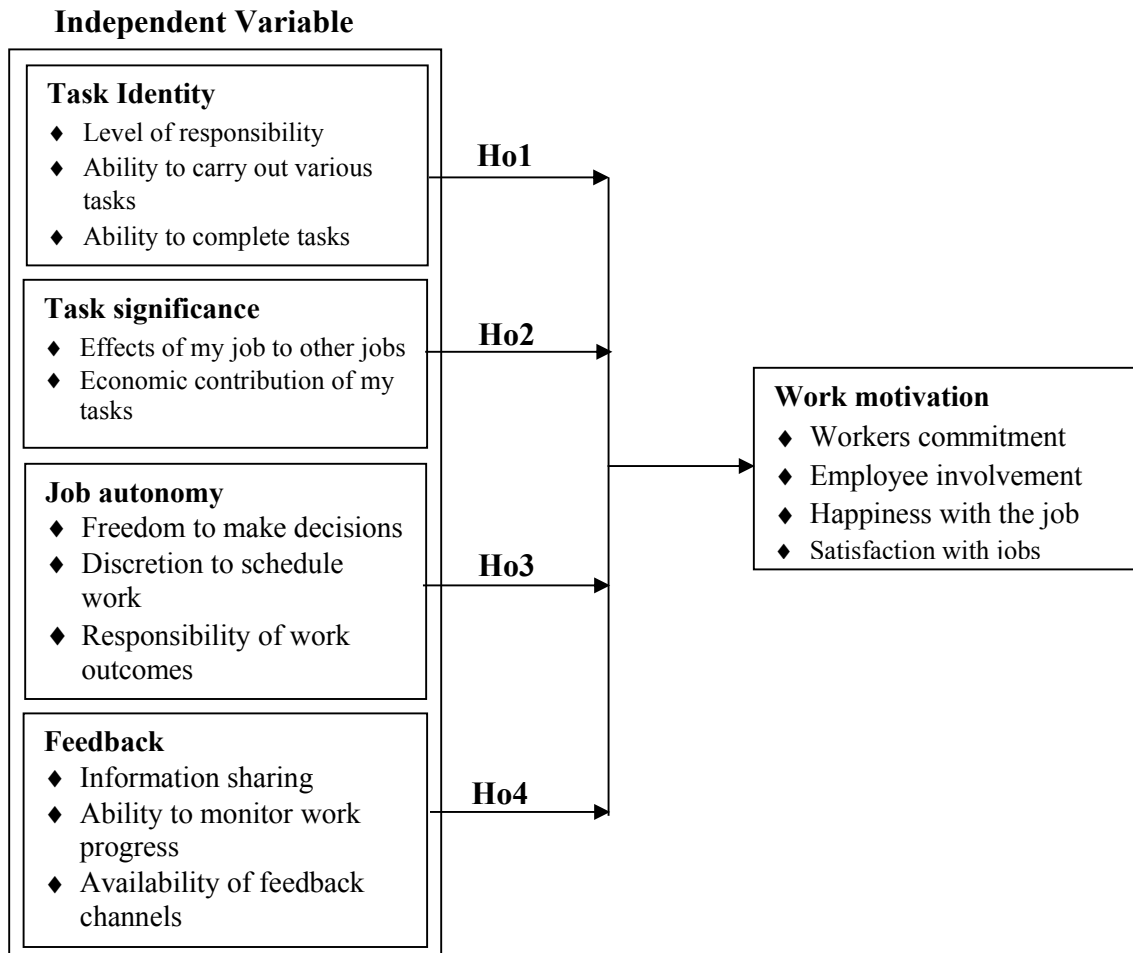 Independent Variable
Task Identity
♦ Level of responsibility
♦ Ability to carry out various
tasks
♦ Ability to complete tasks
Ho1
Task significance
♦ Effects of my job to other jobs
♦ Economic contribution of my
tasks
Ho2
Job autonomy
♦ Freedom to make decisions
♦ Discretion to schedule
work
♦ Responsibility of work
outcomes
Ho3
Feedback
♦ Information sharing
♦ Ability to monitor work
progress
♦ Availability of feedback
channels
Ho4
Work motivation
♦ Workers commitment
♦ Employee involvement
♦ Happiness with the job
♦ Satisfaction with jobs